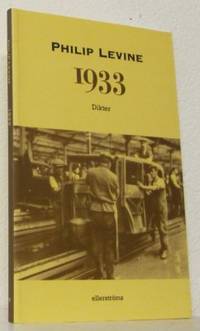 PHILIP LEVINE
1933
Dikter
ellerströms